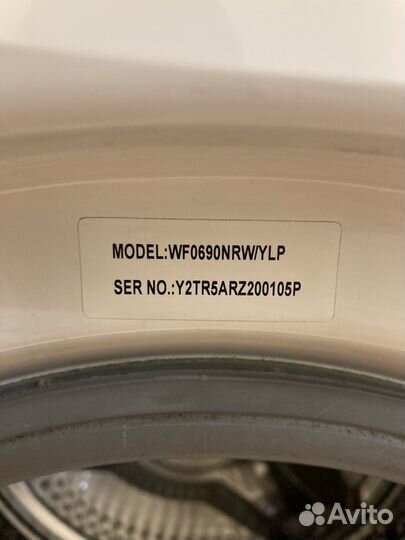 MODEL:WF0690NRW/YLP
SER NO.:Y2TR5ARZ200105P
Avito